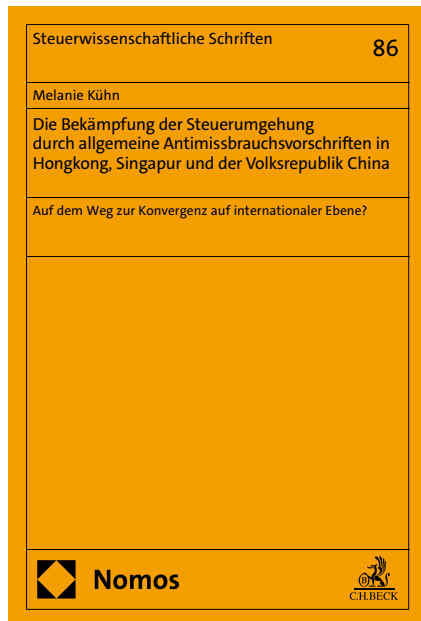 Steuerwissenschaftliche Schriften
86
Melanie Kühn
Die Bekämpfung der Steuerumgehung
durch allgemeine Antimissbrauchsvorschriften in
Hongkong, Singapur und der Volksrepublik China
Auf dem Weg zur Konvergenz auf internationaler Ebene?
Nomos
C.H.BECK